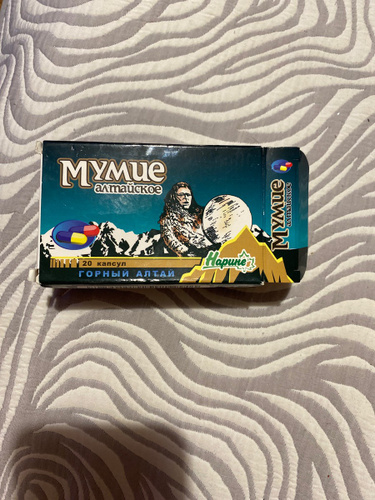 Мумие
алтайское
20 капсул
ГОРНЫЙ АЛТАЙ
Нарине
Мумие
алтайское